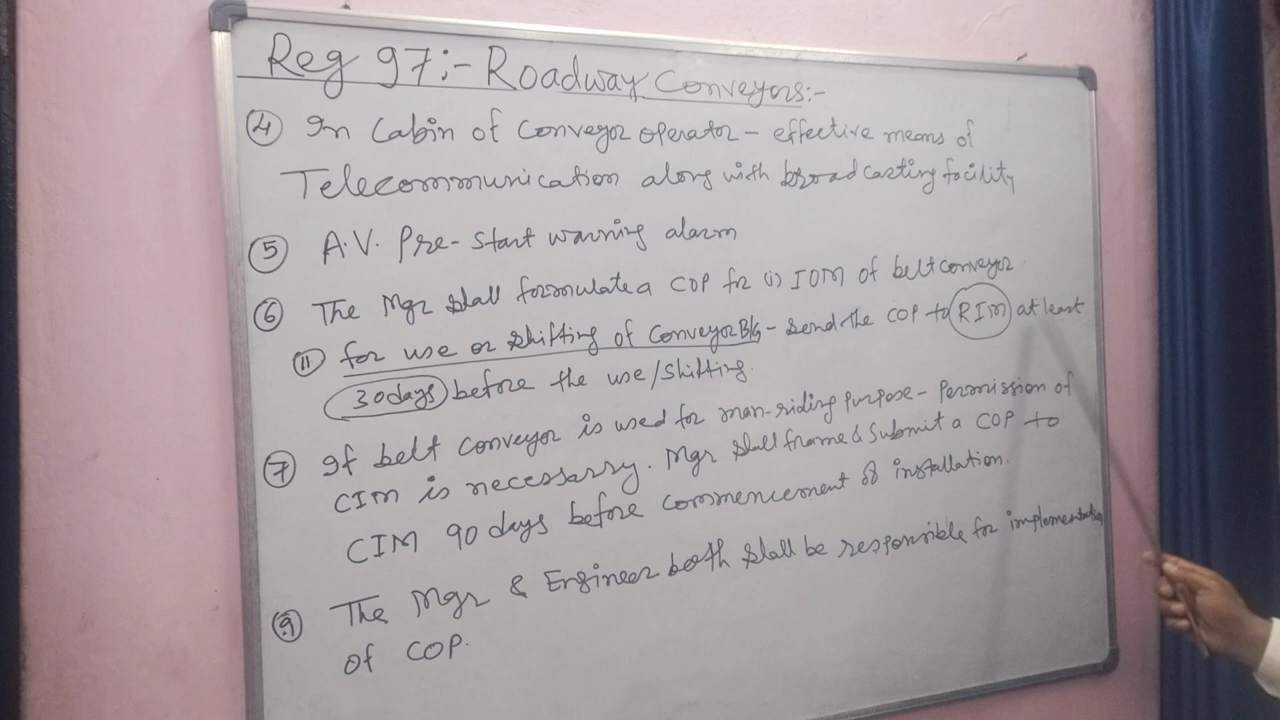 Reg 97:- Roadway Conveyors:-
④ In Cabin of Conveyor operator - effective means of
Telecommunication along with broadcasting facility
⑤ A.V. Pre-start warning alarm
⑥ The Mgr shall formulate a COP for (i) IOM of belt conveyor
(ii) for use or shifting of Conveyor Blg - send the COP to RIM at least
30 days before the use/shifting.
⑦ If belt conveyor is used for man-riding purpose - Permission of
CIM is necessarry. Mgr shall frame & submit a COP to
CIM 90 days before commencement of installation.
⑨ The Mgr & Engineer both shall be responsible for implementation
of COP.